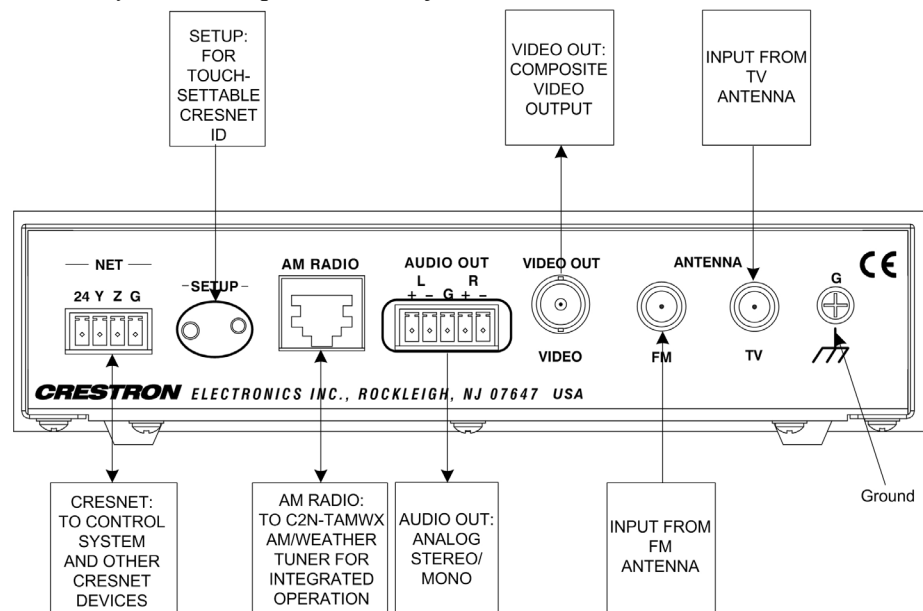 SETUP:
FOR
TOUCH-
SETTABLE
CRESNET
ID
VIDEO OUT:
COMPOSITE
VIDEO
OUTPUT
INPUT FROM
TV
ANTENNA
NET
24 Y Z G
SETUP
AM RADIO
AUDIO OUT
L R
+ - G + -
VIDEO OUT
VIDEO
ANTENNA
FM
TV
G
CE
CRESTRON ELECTRONICS INC., ROCKLEIGH, NJ 07647 USA
CRESNET:
TO CONTROL
SYSTEM
AND OTHER
CRESNET
DEVICES
AM RADIO:
TO C2N-TAMWX
AM/WEATHER
TUNER FOR
INTEGRATED
OPERATION
AUDIO OUT:
ANALOG
STEREO/
MONO
INPUT FROM
FM
ANTENNA
Ground